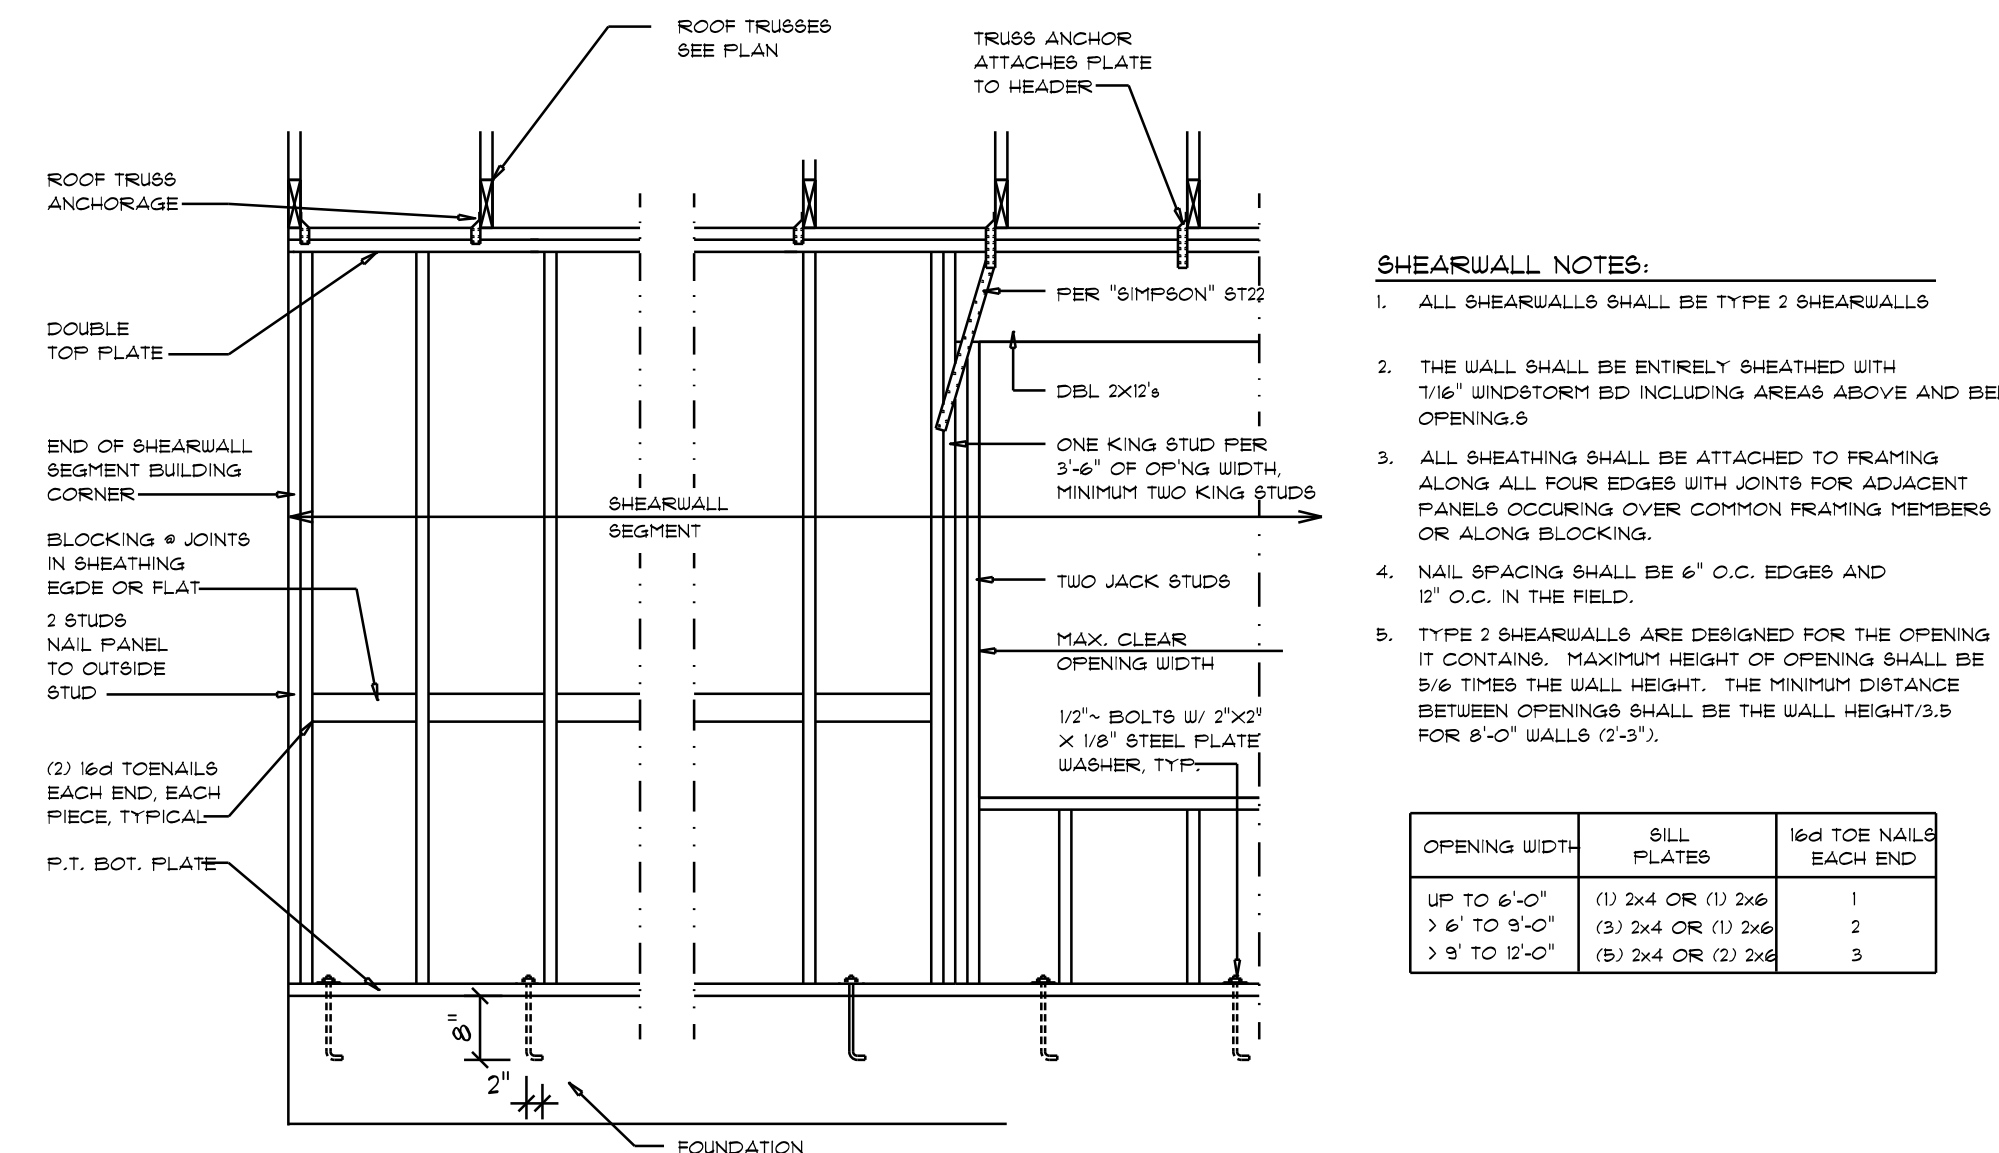 ROOF TRUSSES
SEE PLAN
TRUSS ANCHOR
ATTACHES PLATE
TO HEADER
ROOF TRUSS
ANCHORAGE
DOUBLE
TOP PLATE
END OF SHEARWALL
SEGMENT BUILDING
CORNER
BLOCKING @ JOINTS
IN SHEATHING
EGDE OR FLAT
2 STUDS
NAIL PANEL
TO OUTSIDE
STUD
(2) 16d TOENAILS
EACH END, EACH
PIECE, TYPICAL
P.T. BOT. PLATE
SHEARWALL
SEGMENT
PER "SIMPSON" ST22
DBL 2X12's
ONE KING STUD PER
3'-6" OF OP'NG WIDTH,
MINIMUM TWO KING STUDS
TWO JACK STUDS
MAX. CLEAR
OPENING WIDTH
1/2"~ BOLTS W/ 2"X2"
X 1/8" STEEL PLATE
WASHER, TYP.
8"
2"
FOUNDATION
SHEARWALL NOTES:
1. ALL SHEARWALLS SHALL BE TYPE 2 SHEARWALLS
2. THE WALL SHALL BE ENTIRELY SHEATHED WITH
7/16" WINDSTORM BD INCLUDING AREAS ABOVE AND BEL
OPENING.S
3. ALL SHEATHING SHALL BE ATTACHED TO FRAMING
ALONG ALL FOUR EDGES WITH JOINTS FOR ADJACENT
PANELS OCCURING OVER COMMON FRAMING MEMBERS
OR ALONG BLOCKING.
4. NAIL SPACING SHALL BE 6" O.C. EDGES AND
12" O.C. IN THE FIELD.
5. TYPE 2 SHEARWALLS ARE DESIGNED FOR THE OPENING
IT CONTAINS. MAXIMUM HEIGHT OF OPENING SHALL BE
5/6 TIMES THE WALL HEIGHT. THE MINIMUM DISTANCE
BETWEEN OPENINGS SHALL BE THE WALL HEIGHT/3.5
FOR 8'-0" WALLS (2'-3").
OPENING WIDTH
SILL
PLATES
16d TOE NAILS
EACH END
UP TO 6'-0" (1) 2x4 OR (1) 2x6 1
> 6' TO 9'-0" (3) 2x4 OR (1) 2x6 2
> 9' TO 12'-0" (5) 2x4 OR (2) 2x6 3